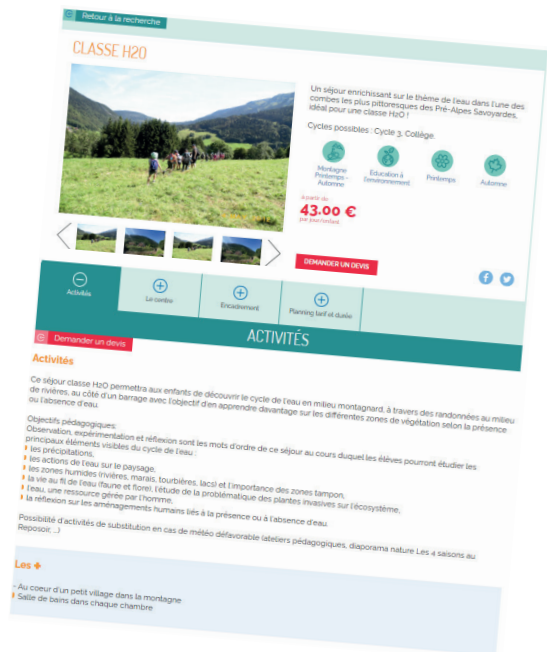 Retour à la recherche
CLASSE H2O
Un séjour enrichissant sur le thème de l'eau dans l'une des
combes les plus pittoresques des Pré-Alpes Savoyardes,
idéal pour une classe H2O !
Cycles possibles : Cycle 3, Collège.
Montagne
Printemps -
Automne
Education à
l'environnement
Printemps
Automne
A partir de
43.00 €
par jour/enfant
DEMANDER UN DEVIS
Activités
Le centre
Encadrement
Planning tarif et durée
ACTIVITÉS
Demander un devis
Activités
Ce séjour classe H2O permettra aux enfants de découvrir le cycle de l'eau en milieu montagnard, à travers des randonnées au milieu
de rivières, au côté d'un barrage avec l'objectif d'en apprendre davantage sur les différentes zones de végétation selon la présence
ou l'absence d'eau.
Objectifs pédagogiques:
Observation, expérimentation et réflexion sont les mots d'ordre de ce séjour au cours duquel les élèves pourront étudier les
principaux éléments visibles du cycle de l'eau :
les précipitations,
les actions de l'eau sur le paysage,
les zones humides (rivières, marais, tourbières, lacs) et l'importance des zones tampon,
la vie au fil de l'eau (faune et flore), l'étude de la problématique des plantes invasives sur l'écosystème,
l'eau, une ressource gérée par l'homme,
la réflexion sur les aménagements humains liés à la présence ou à l'absence d'eau.
Possibilité d'activités de substitution en cas de météo défavorable (ateliers pédagogiques, diaporama nature Les 4 saisons au
Reposoir, ...)
Les +
- Au coeur d'un petit village dans la montagne
Salle de bains dans chaque chambre